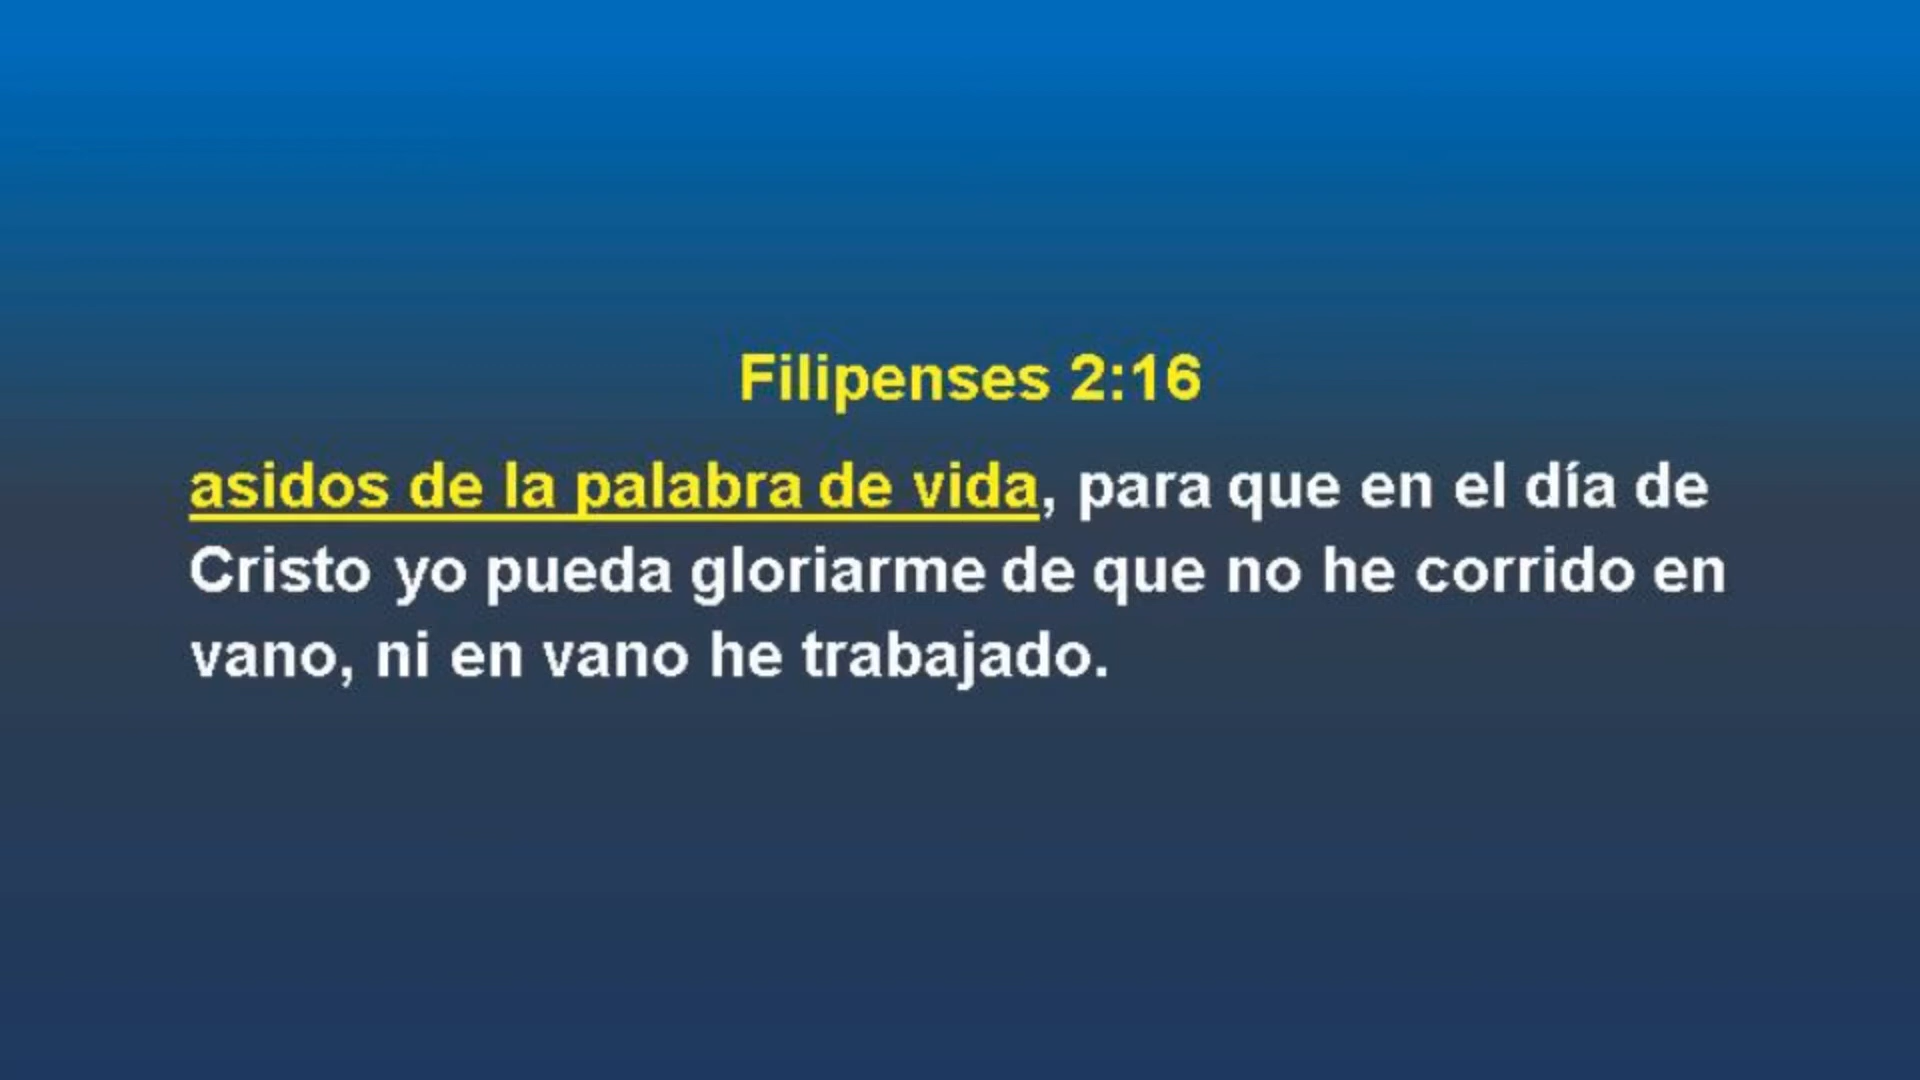 Filipenses 2:16
asidos de la palabra de vida, para que en el día de
Cristo yo pueda gloriarme de que no he corrido en
vano, ni en vano he trabajado.